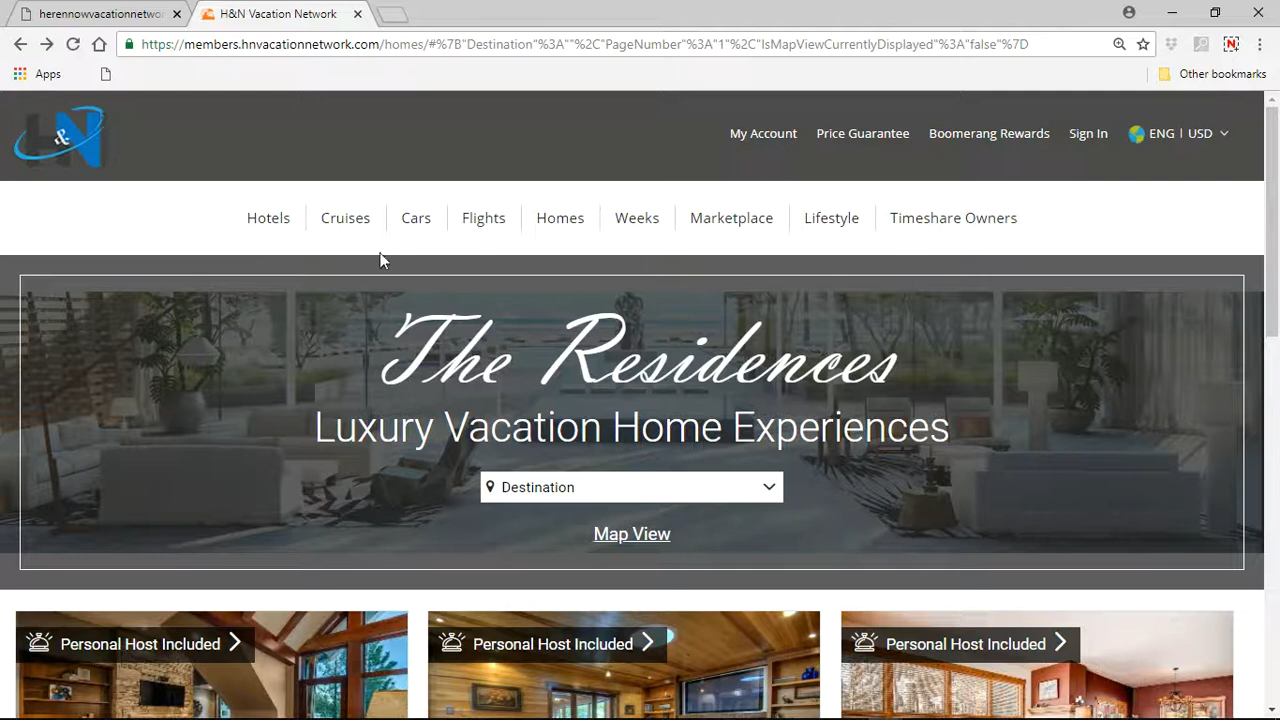 herennowvacationnetwo
H&N Vacation Network
https://members.hnvacationnetwork.com/homes/#%7B"Destination"%3A""%2C"PageNumber"%3A"1"%2C"IsMapViewCurrentlyDisplayed"%3A"false"%7D
Apps
Other bookmarks
H&N
My Account
Price Guarantee
Boomerang Rewards
Sign In
ENG | USD
Hotels
Cruises
Cars
Flights
Homes
Weeks
Marketplace
Lifestyle
Timeshare Owners
The Residences
Luxury Vacation Home Experiences
Destination
Map View
Personal Host Included
Personal Host Included
Personal Host Included